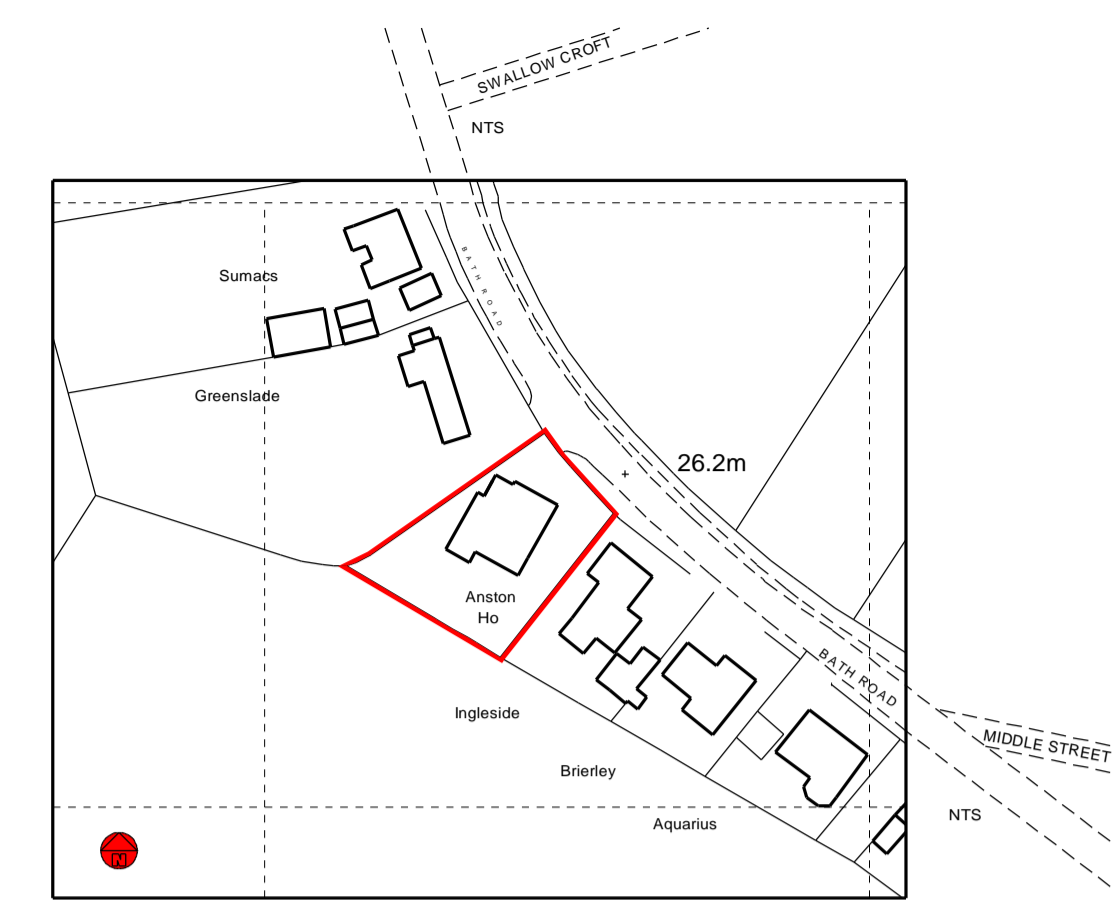 SWALLOW CROFT
NTS
BATH ROAD
Sumacs
Greenslade
26.2m
Anston
Ho
BATH ROAD
Ingleside
MIDDLE STREET
Brierley
NTS
Aquarius
N